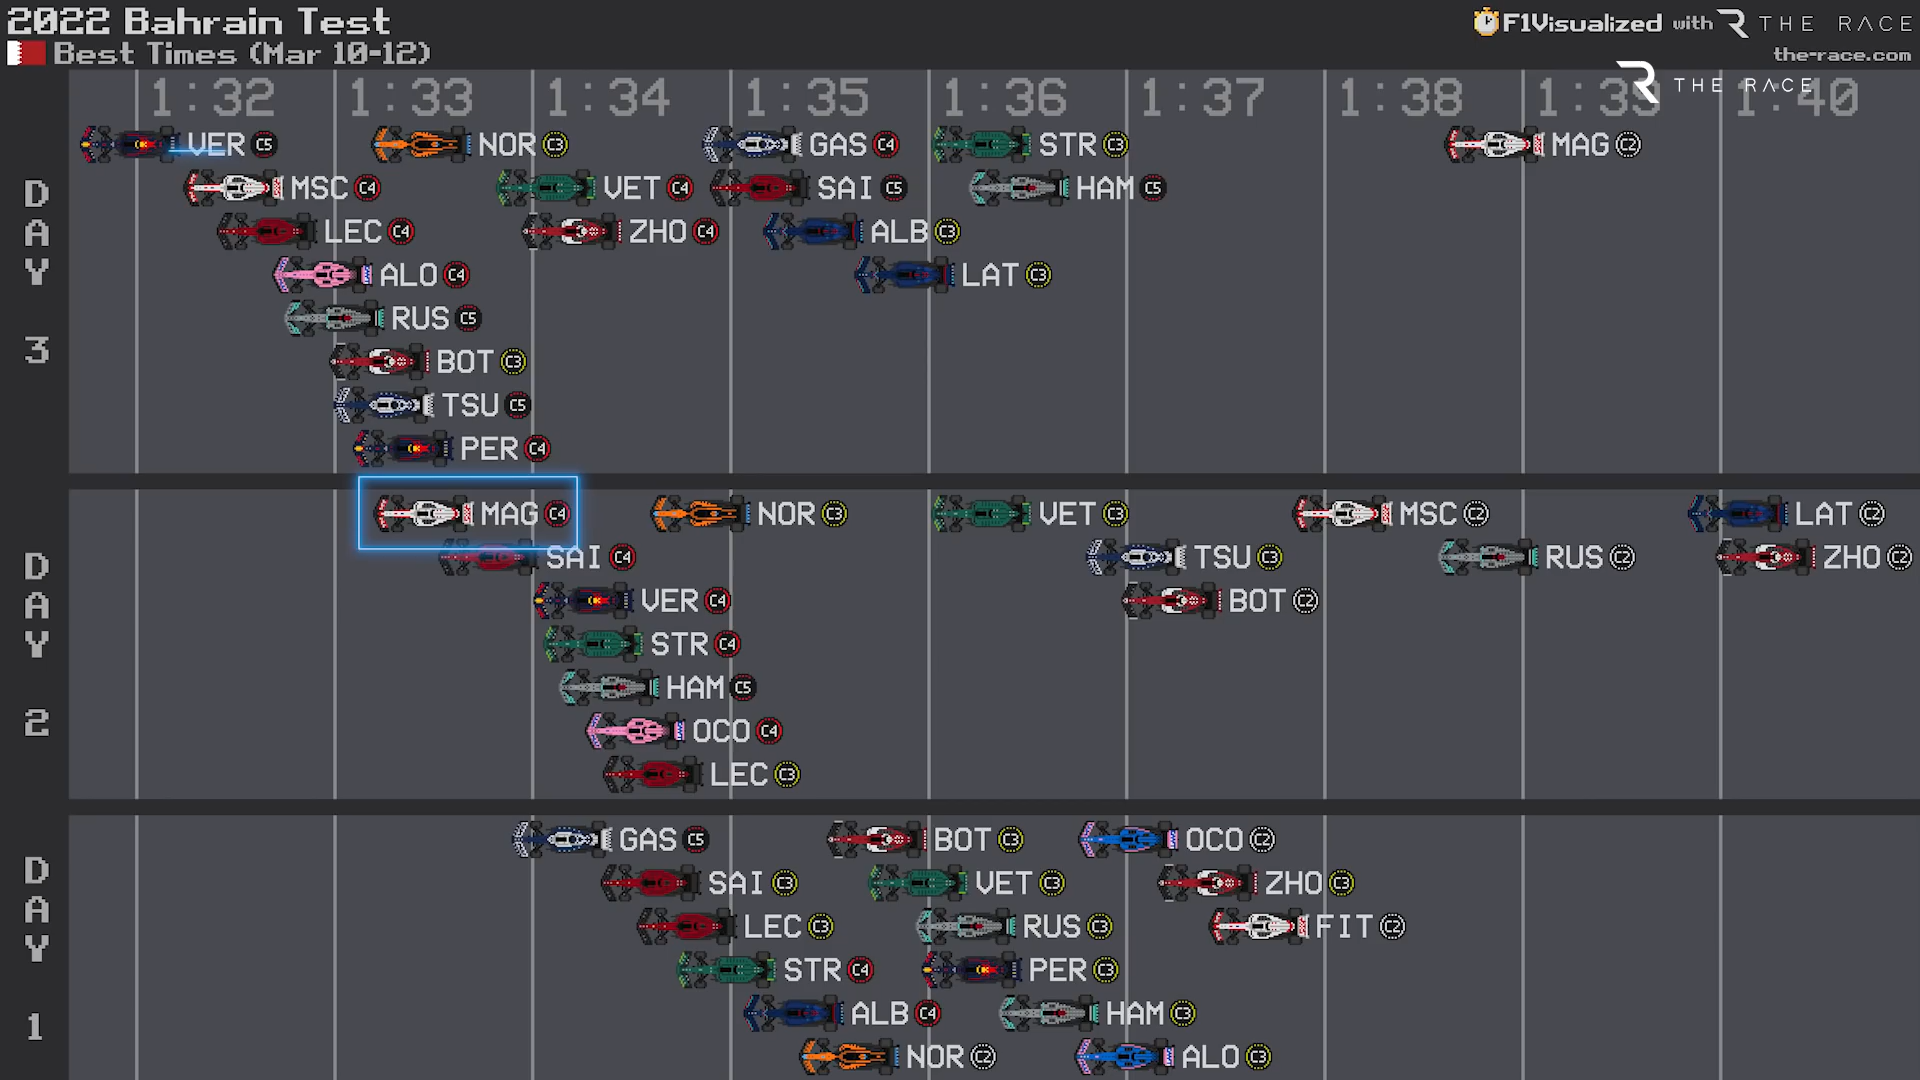 2022 Bahrain Test
Best Times (Mar 10-12)
F1Visualized with THE RACE
the-race.com
THE RACE
1:32 1:33 1:34 1:35 1:36 1:37 1:38 1:39 1:40
DAY 3
VER C5 NOR C3 GAS C4 STR C3 MAG C2
MSC C4 VET C4 SAI C5 HAM C5
LEC C4 ZHO C4 ALB C3
ALO C4 LAT C3
RUS C5
BOT C3
TSU C5
PER C4
DAY 2
MAG C4 NOR C3 VET C3 MSC C2 LAT C2
SAI C4 TSU C3 RUS C2 ZHO C2
VER C4 BOT C2
STR C4
HAM C5
OCO C4
LEC C3
DAY 1
GAS C5 BOT C3 OCO C2
SAI C3 VET C3 ZHO C3
LEC C3 RUS C3 FIT C2
STR C4 PER C3
ALB C4 HAM C3
NOR C2 ALO C3